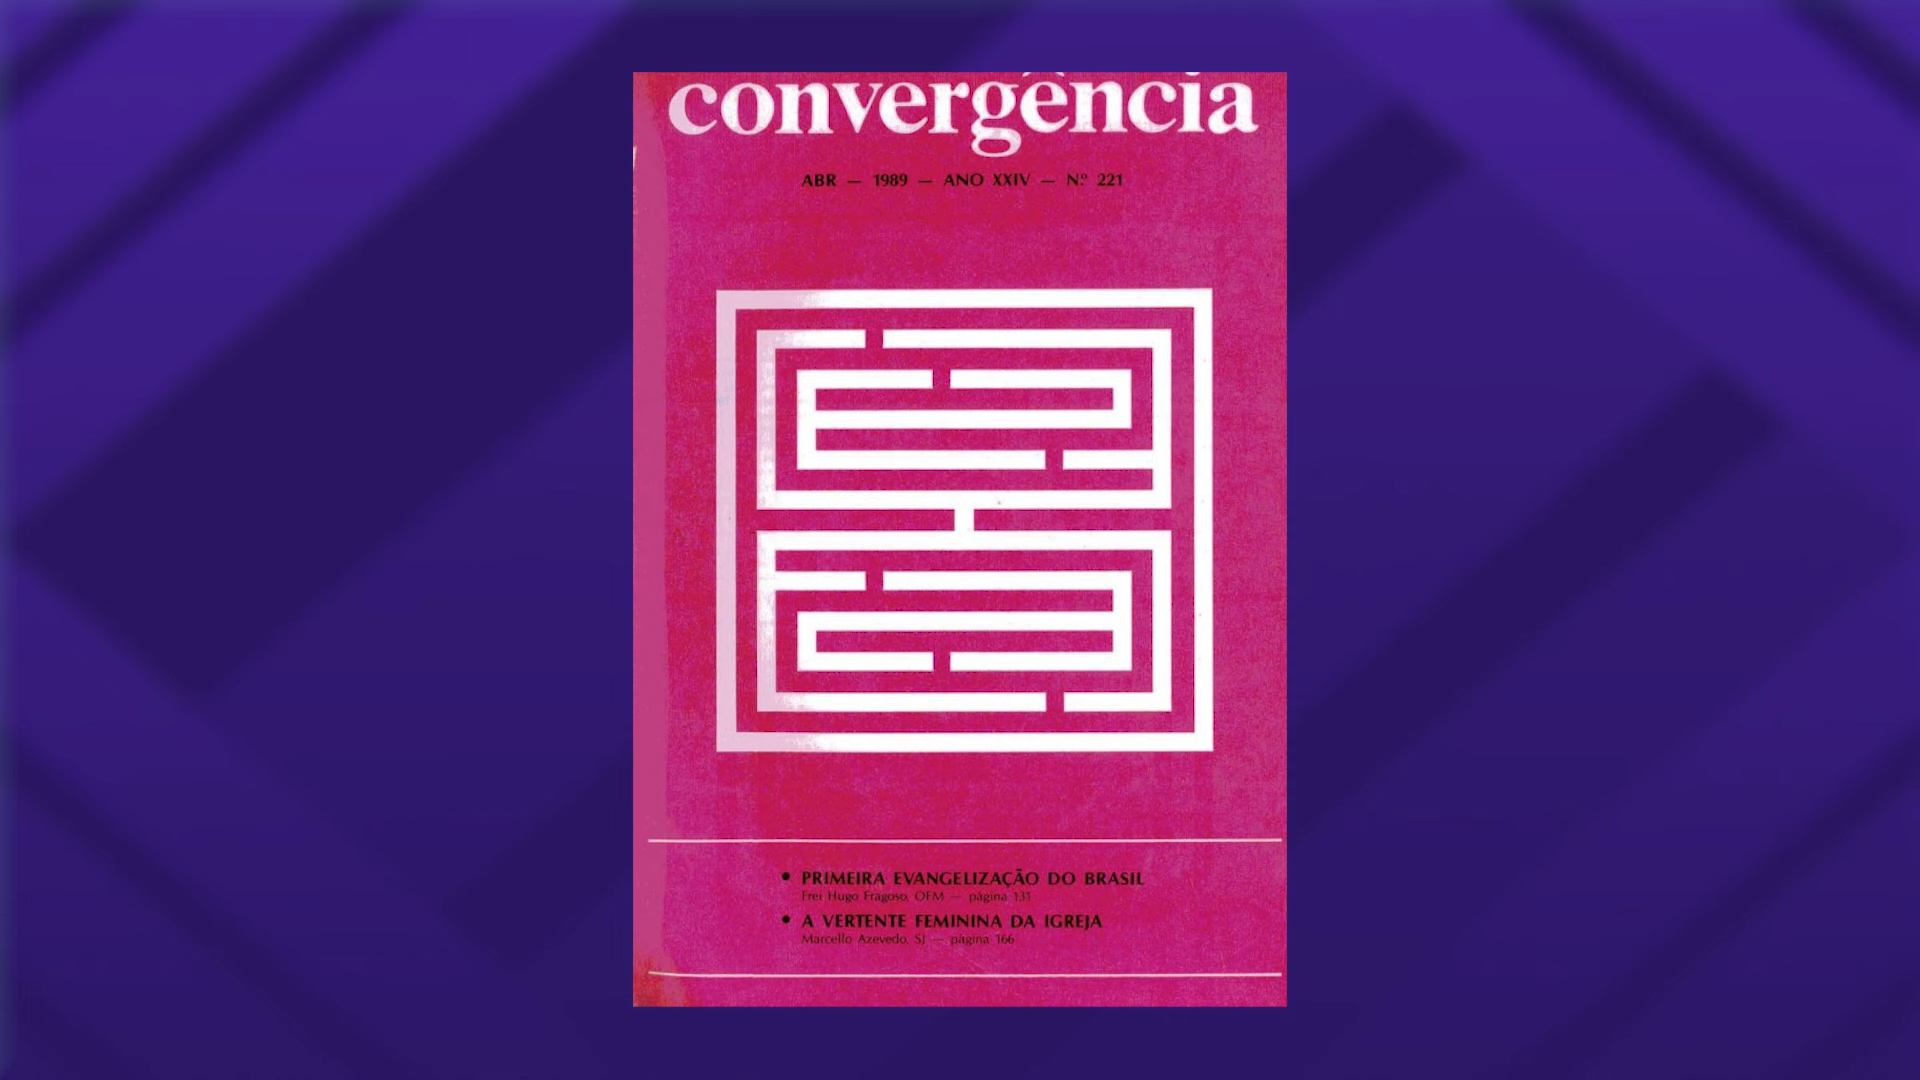 convergência
ABR — 1989 — ANO XXIV — N.º 221
• PRIMEIRA EVANGELIZAÇÃO DO BRASIL
Frei Hugo Fragoso, OFM — página 131
• A VERTENTE FEMININA DA IGREJA
Marcello Azevedo, SJ — página 166